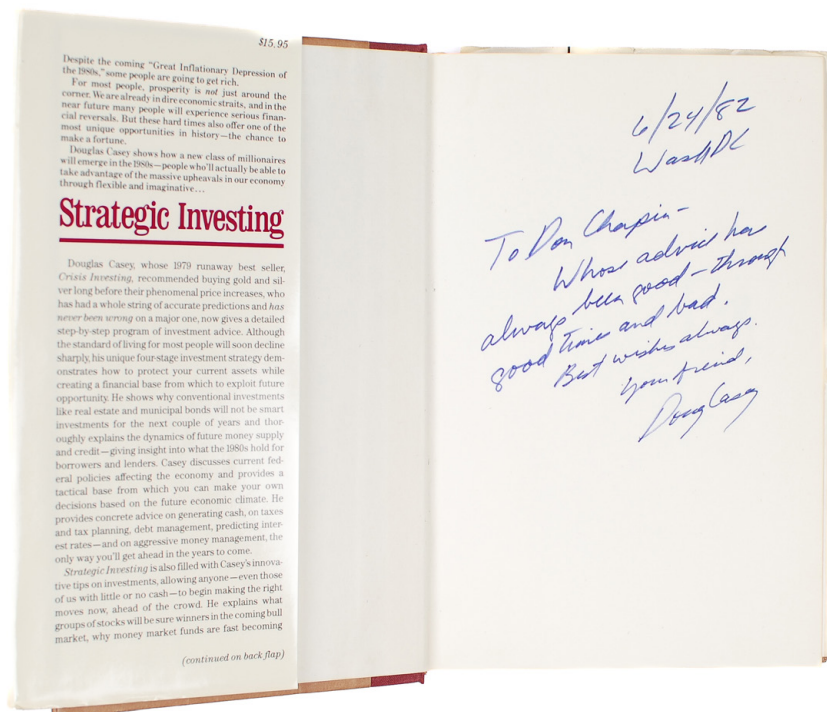 $15.95
Despite the coming "Great Inflationary Depression of
the 1980s," some people are going to get rich.
For most people, prosperity is not just around the
corner. We are already in dire economic straits, and in the
near future many people will experience serious finan-
cial reversals. But these hard times also offer one of the
most unique opportunities in history—the chance to
make a fortune.
Douglas Casey shows how a new class of millionaires
will emerge in the 1980s—people who'll actually be able to
take advantage of the massive upheavals in our economy
through flexible and imaginative...
Strategic Investing
Douglas Casey, whose 1979 runaway best seller,
Crisis Investing, recommended buying gold and sil-
ver long before their phenomenal price increases, who
has had a whole string of accurate predictions and has
never been wrong on a major one, now gives a detailed
step-by-step program of investment advice. Although
the standard of living for most people will soon decline
sharply, his unique four-stage investment strategy dem-
onstrates how to protect your current assets while
creating a financial base from which to exploit future
opportunity. He shows why conventional investments
like real estate and municipal bonds will not be smart
investments for the next couple of years and thor-
oughly explains the dynamics of future money supply
and credit—giving insight into what the 1980s hold for
borrowers and lenders. Casey discusses current fed-
eral policies affecting the economy and provides a
tactical base from which you can make your own
decisions based on the future economic climate. He
provides concrete advice on generating cash, on taxes
and tax planning, debt management, predicting inter-
est rates—and on aggressive money management, the
only way you'll get ahead in the years to come.
Strategic Investing is also filled with Casey's innova-
tive tips on investments, allowing anyone—even those
of us with little or no cash—to begin making the right
moves now, ahead of the crowd. He explains what
groups of stocks will be sure winners in the coming bull
market, why money market funds are fast becoming
(continued on back flap)
6/24/82
Wash DC
To Don Chapin—
Whose advice has
always been good—through
good times and bad.
Best wishes always.
Your friend,
Doug Casey